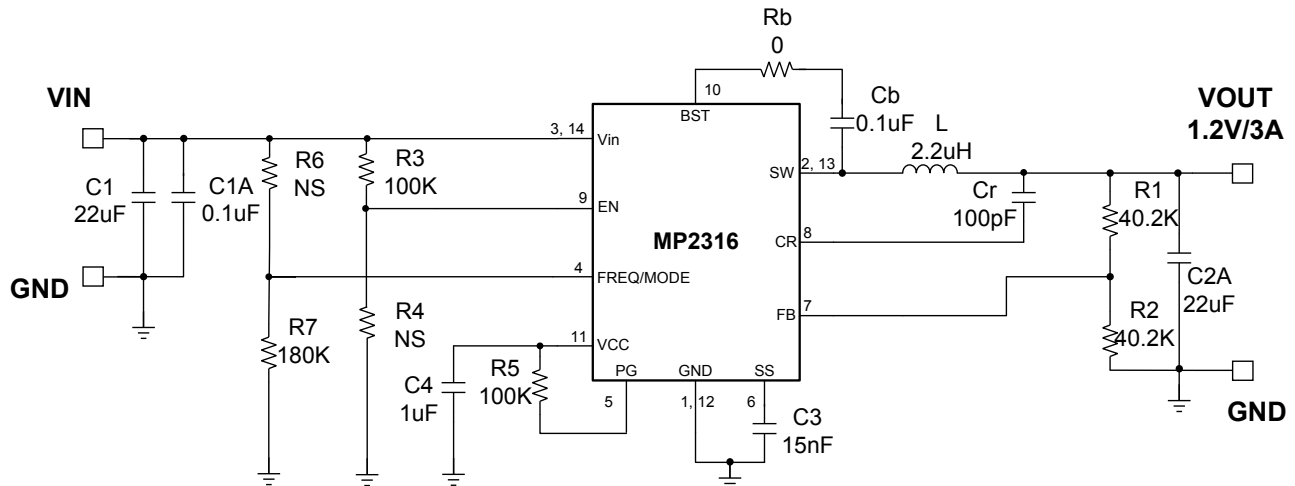 Rb
0
10
BST
Cb
0.1uF
L
2.2uH
VOUT
1.2V/3A
VIN
3, 14
Vin
R6
NS
R3
100K
C1
22uF
C1A
0.1uF
9
EN
SW
2, 13
Cr
100pF
R1
40.2K
MP2316
CR
8
GND
4
FREQ/MODE
C2A
22uF
R4
NS
FB
7
R2
40.2K
R7
180K
11
VCC
R5
100K
C4
1uF
PG
GND
SS
5
1, 12
6
C3
15nF
GND